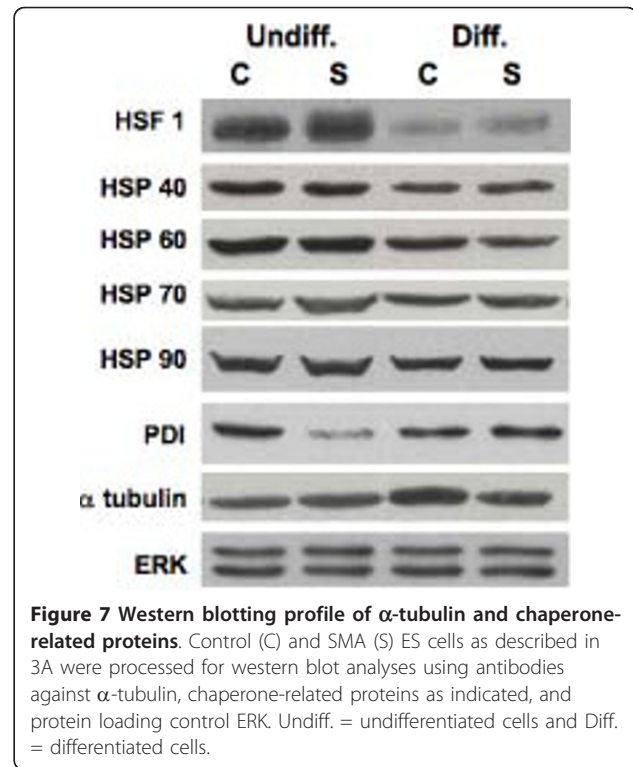 Undiff. Diff.
C S C S
HSF 1
HSP 40
HSP 60
HSP 70
HSP 90
PDI
α tubulin
ERK
Figure 7 Western blotting profile of α-tubulin and chaperone-
related proteins. Control (C) and SMA (S) ES cells as described in
3A were processed for western blot analyses using antibodies
against α-tubulin, chaperone-related proteins as indicated, and
protein loading control ERK. Undiff. = undifferentiated cells and Diff.
= differentiated cells.